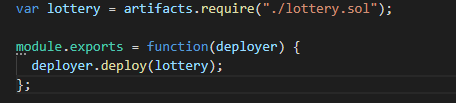 var lottery = artifacts.require("./lottery.sol");
module.exports = function(deployer) {
  deployer.deploy(lottery);
};